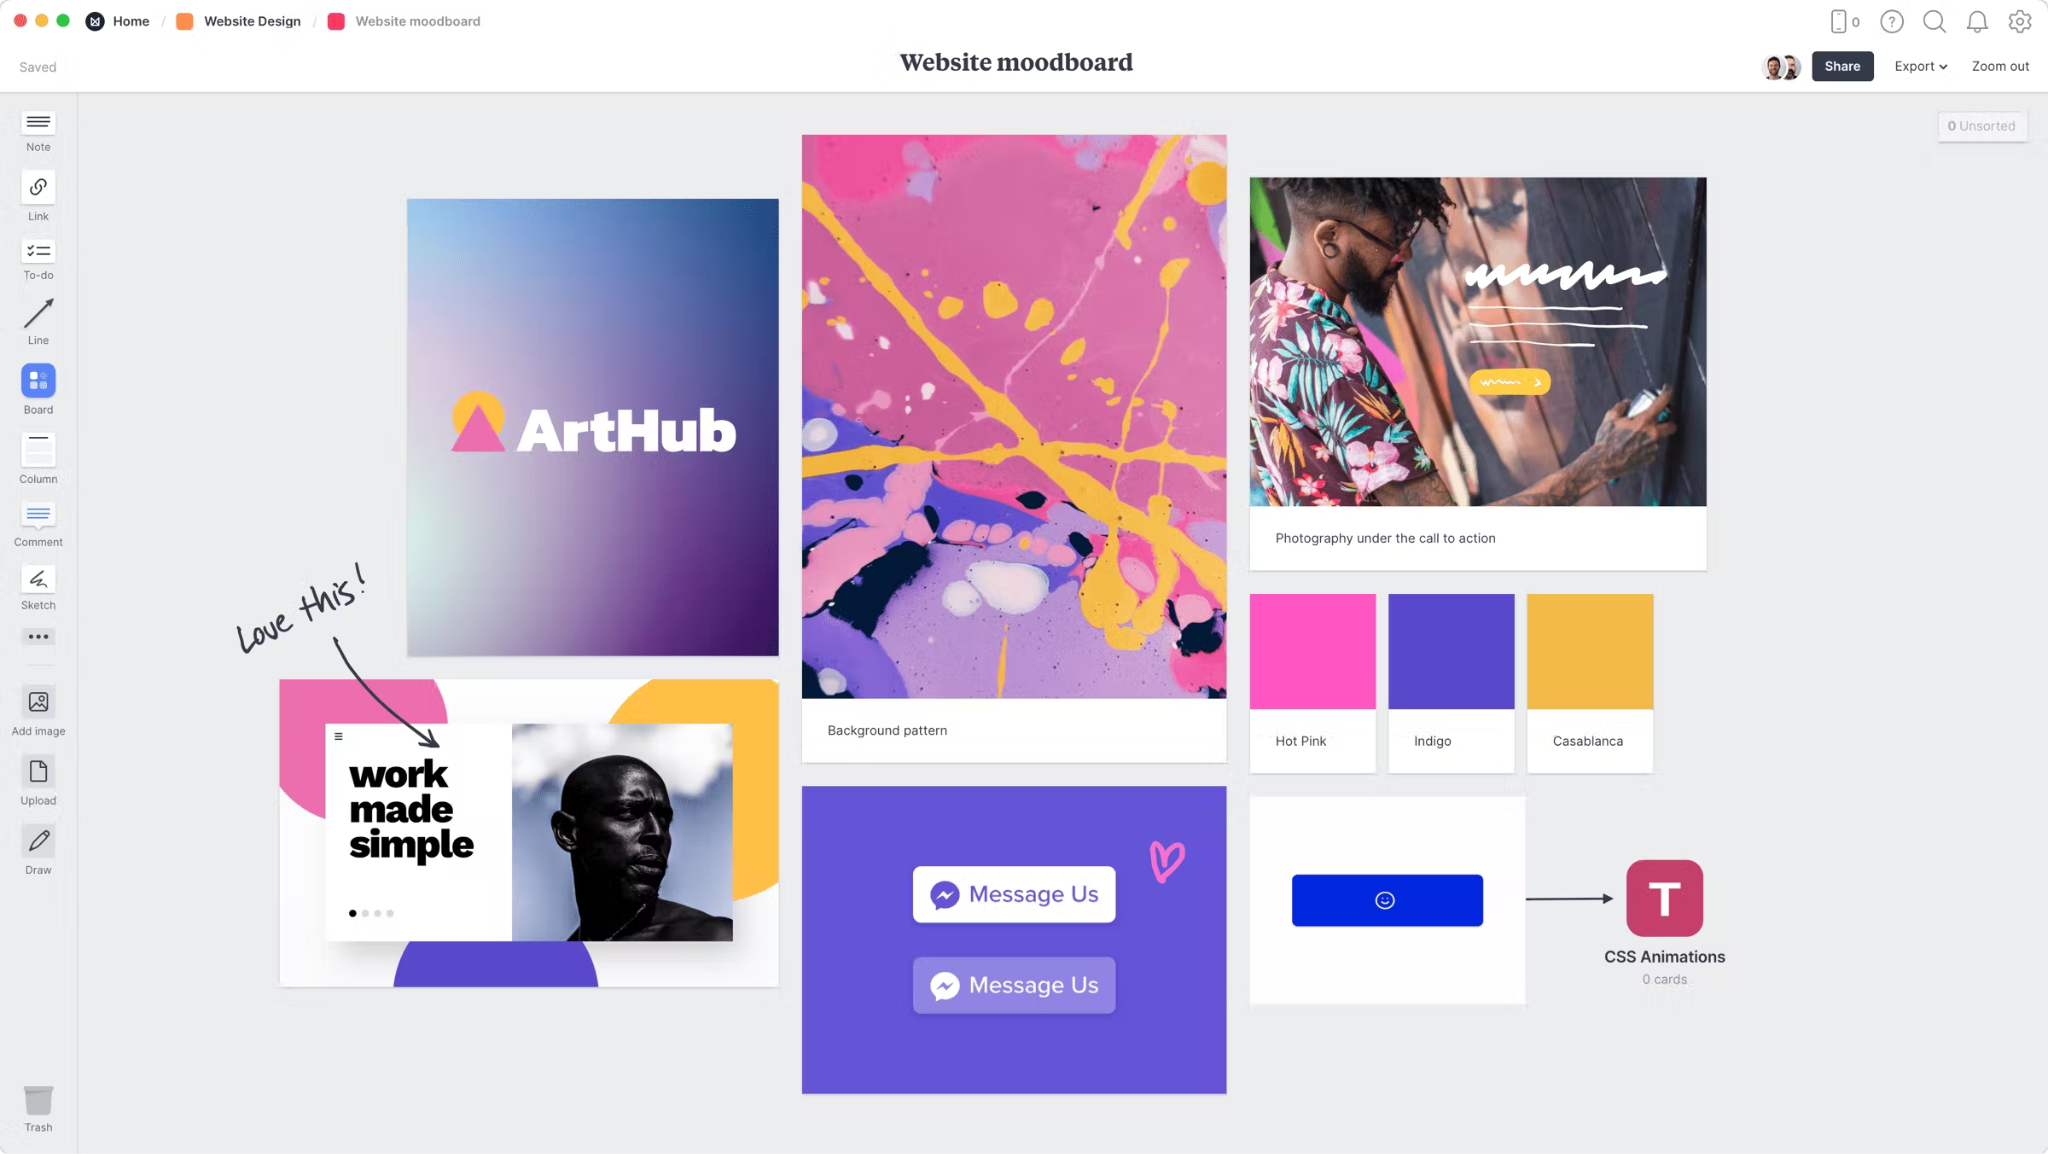 Home / Website Design / Website moodboard
0
Saved
Website moodboard
Share
Export
Zoom out
0 Unsorted
Note
Link
To-do
Line
Board
Column
Comment
Sketch
Add image
Upload
Draw
Trash
ArtHub
Love this!
work
made
simple
Background pattern
Message Us
Message Us
Photography under the call to action
Hot Pink
Indigo
Casablanca
T
CSS Animations
0 cards